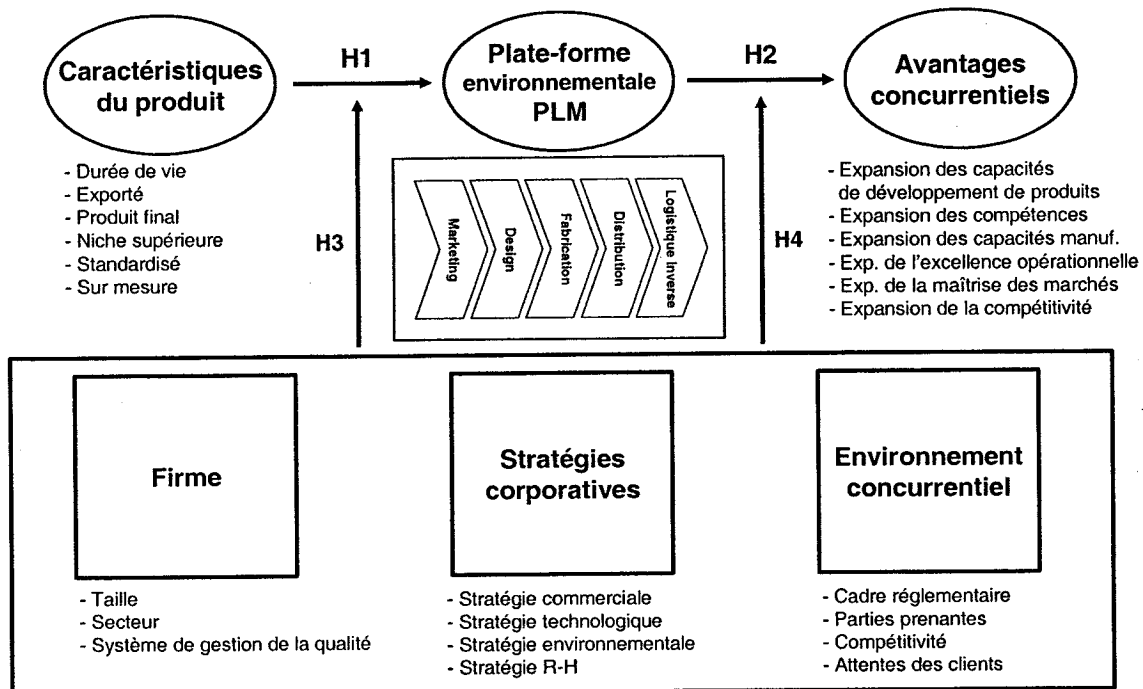 Caractéristiques
du produit
H1
Plate-forme
environnementale
PLM
H2
Avantages
concurrentiels
- Durée de vie
- Exporté
- Produit final
- Niche supérieure
- Standardisé
- Sur mesure
H3
Marketing
Design
Fabrication
Distribution
Logistique Inverse
H4
- Expansion des capacités
de développement de produits
- Expansion des compétences
- Expansion des capacités manuf.
- Exp. de l'excellence opérationnelle
- Exp. de la maîtrise des marchés
- Expansion de la compétitivité
Firme
Stratégies
corporatives
Environnement
concurrentiel
- Taille
- Secteur
- Système de gestion de la qualité
- Stratégie commerciale
- Stratégie technologique
- Stratégie environnementale
- Stratégie R-H
- Cadre réglementaire
- Parties prenantes
- Compétitivité
- Attentes des clients